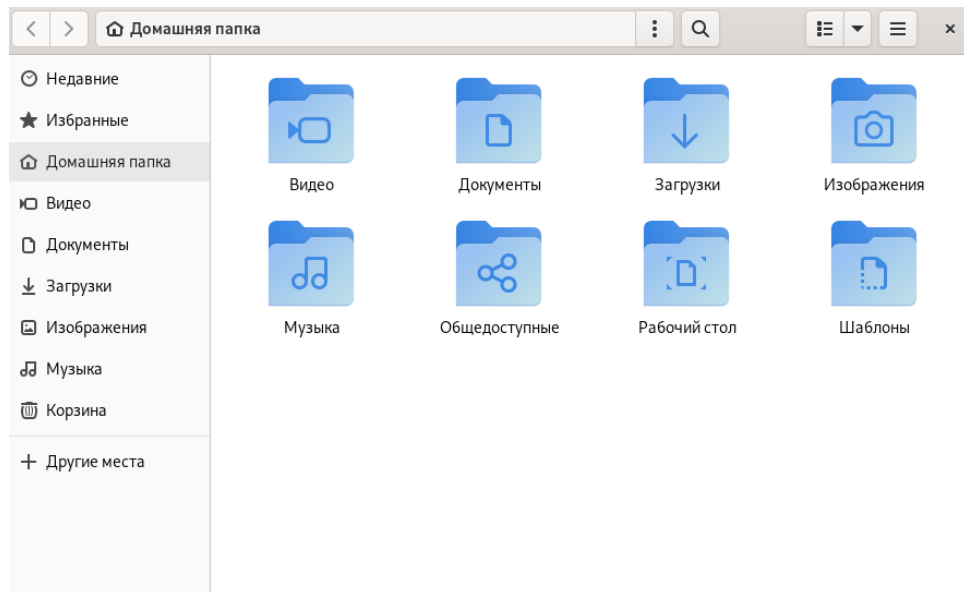 Домашняя папка
Недавние
Избранные
Домашняя папка
Видео
Документы
Загрузки
Изображения
Музыка
Корзина
Другие места
Видео
Документы
Загрузки
Изображения
Музыка
Общедоступные
Рабочий стол
Шаблоны